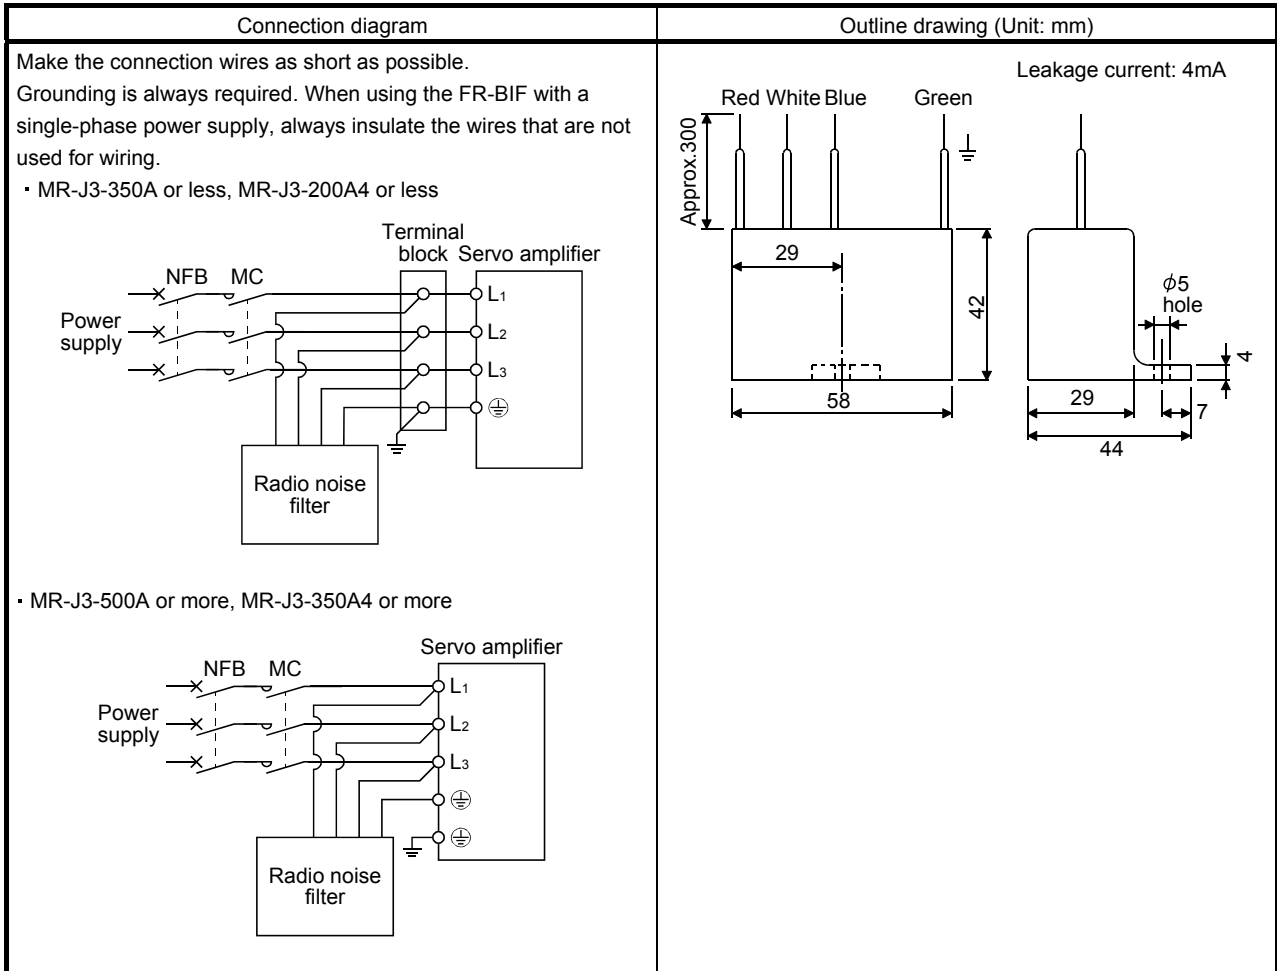 Connection diagram
Outline drawing (Unit: mm)
Make the connection wires as short as possible.
Grounding is always required. When using the FR-BIF with a
single-phase power supply, always insulate the wires that are not
used for wiring.
・MR-J3-350A or less, MR-J3-200A4 or less
Terminal
block
Servo amplifier
NFB
MC
L1
Power
supply
L2
L3
Radio noise
filter
・MR-J3-500A or more, MR-J3-350A4 or more
Servo amplifier
NFB
MC
L1
Power
supply
L2
L3
Radio noise
filter
Leakage current: 4mA
Red White Blue
Green
Approx.300
29
42
58
ϕ5
hole
4
29
7
44